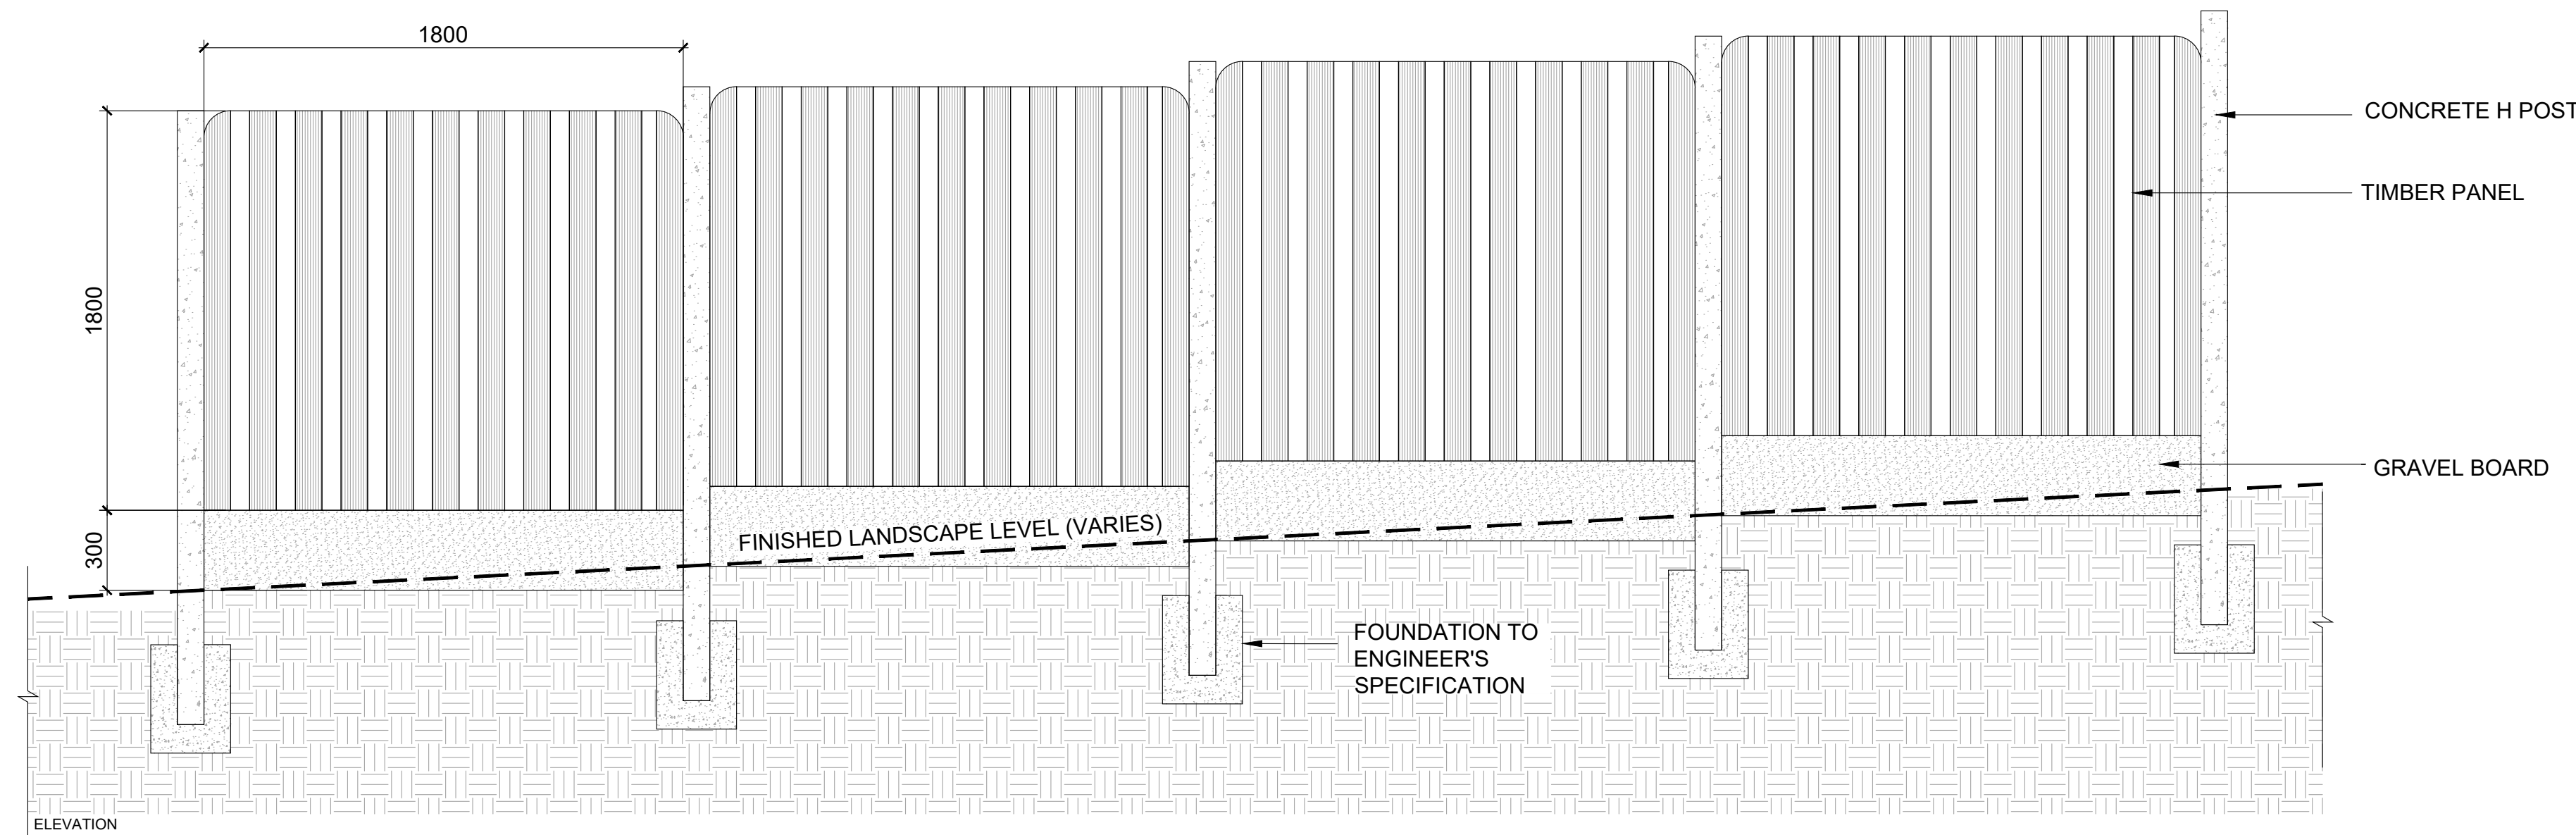 1800
CONCRETE H POST
TIMBER PANEL
1800
GRAVEL BOARD
300
FINISHED LANDSCAPE LEVEL (VARIES)
FOUNDATION TO
ENGINEER'S
SPECIFICATION
ELEVATION